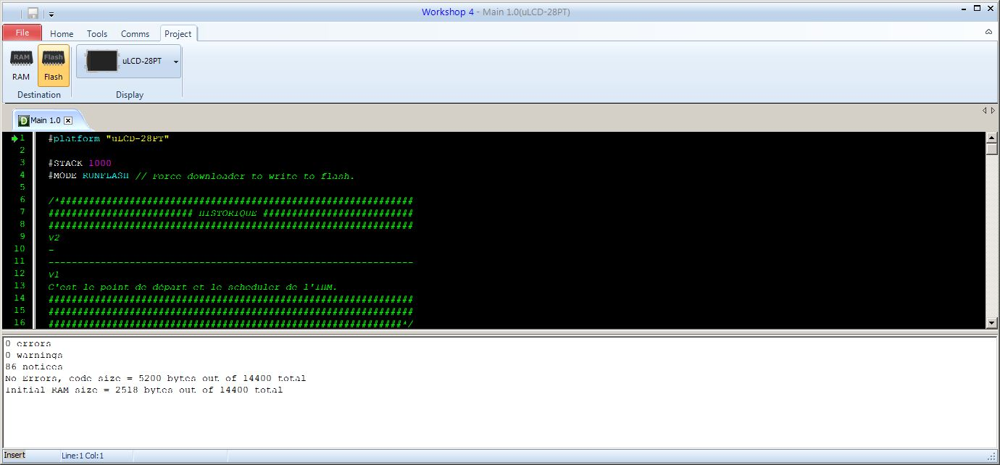 Workshop 4 - Main 1.0(uLCD-28PT)
File Home Tools Comms Project
RAM Flash
RAM Flash uLCD-28PT
Destination Display
D Main 1.0
1 #platform "uLCD-28PT"
2
3 #STACK 1000
4 #MODE RUNFLASH // Force downloader to write to flash.
5
6 /*#############################################################
7 ######################### HISTORIQUE ##########################
8 ###############################################################
9 v2
10 -
11 ---------------------------------------------------------------
12 v1
13 C'est le point de départ et le scheduler de l'IHM.
14 ###############################################################
15 ###############################################################
16 #############################################################*/
0 errors
0 warnings
86 notices
No Errors, code size = 5200 bytes out of 14400 total
Initial RAM size = 2518 bytes out of 14400 total
Insert Line:1 Col:1